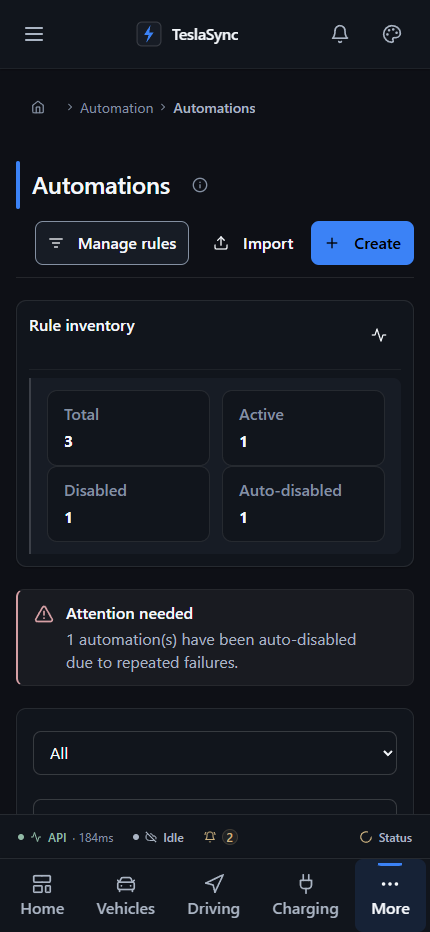 TeslaSync
Automation Automations
Automations
Manage rules Import Create
Rule inventory
Total Active
3 1
Disabled Auto-disabled
1 1
Attention needed
1 automation(s) have been auto-disabled
due to repeated failures.
All
API · 184ms Idle 2 Status
Home Vehicles Driving Charging More